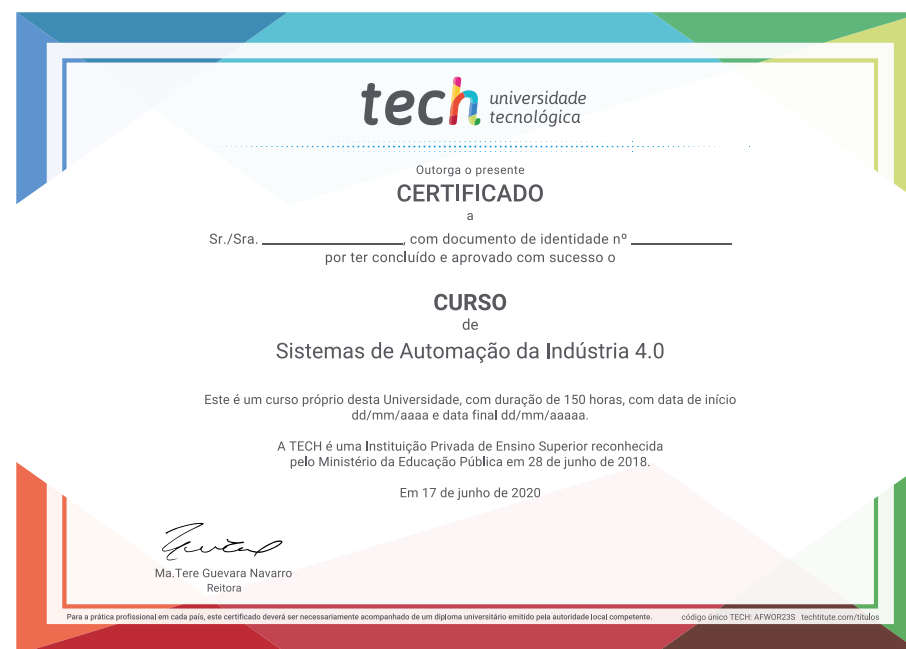 tech universidade
tecnológica
Outorga o presente
CERTIFICADO
a
Sr./Sra. ____________, com documento de identidade nº ____________
por ter concluído e aprovado com sucesso o
CURSO
de
Sistemas de Automação da Indústria 4.0
Este é um curso próprio desta Universidade, com duração de 150 horas, com data de início
dd/mm/aaaa e data final dd/mm/aaaaa.
A TECH é uma Instituição Privada de Ensino Superior reconhecida
pelo Ministério da Educação Pública em 28 de junho de 2018.
Em 17 de junho de 2020
Ma.Tere Guevara Navarro
Reitora
Para a prática profissional em cada país, este certificado deverá ser necessariamente acompanhado de um diploma universitário emitido pela autoridade local competente. código único TECH: AFWOR23S techtitute.com/titulos